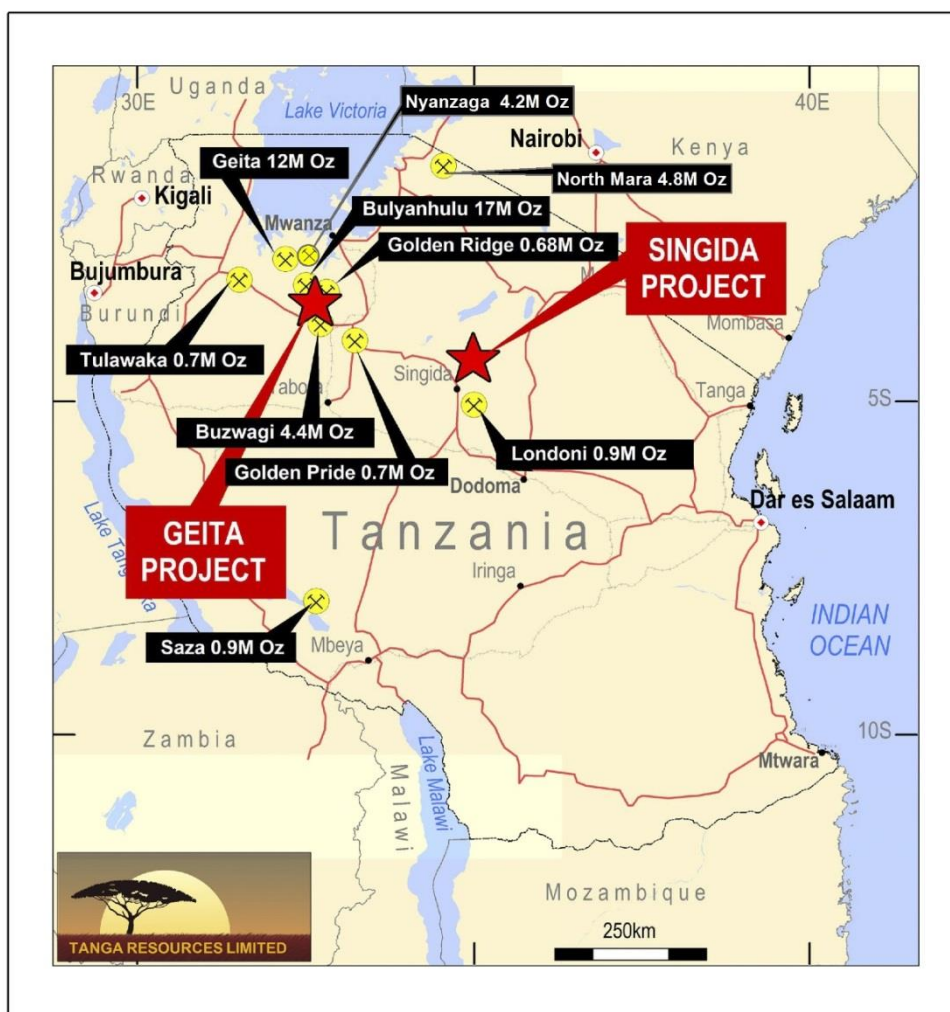 30E
Uganda
Lake Victoria
Nyanzaga 4.2M Oz
40E
Nairobi
Kenya
Geita 12M Oz
North Mara 4.8M Oz
Rwanda
Kigali
Mwanza
Bulyanhulu 17M Oz
Golden Ridge 0.68M Oz
SINGIDA
PROJECT
Bujumbura
Burundi
Mombasa
Tulawaka 0.7M Oz
Singida
Tanga
5S
Buzwagi 4.4M Oz
Londoni 0.9M Oz
Golden Pride 0.7M Oz
Dodoma
Dar es Salaam
GEITA
PROJECT
Tanzania
Iringa
INDIAN
OCEAN
Saza 0.9M Oz
Mbeya
Zambia
10S
Mtwara
Malawi
Lake Malawi
Mozambique
250km
TANGA RESOURCES LIMITED